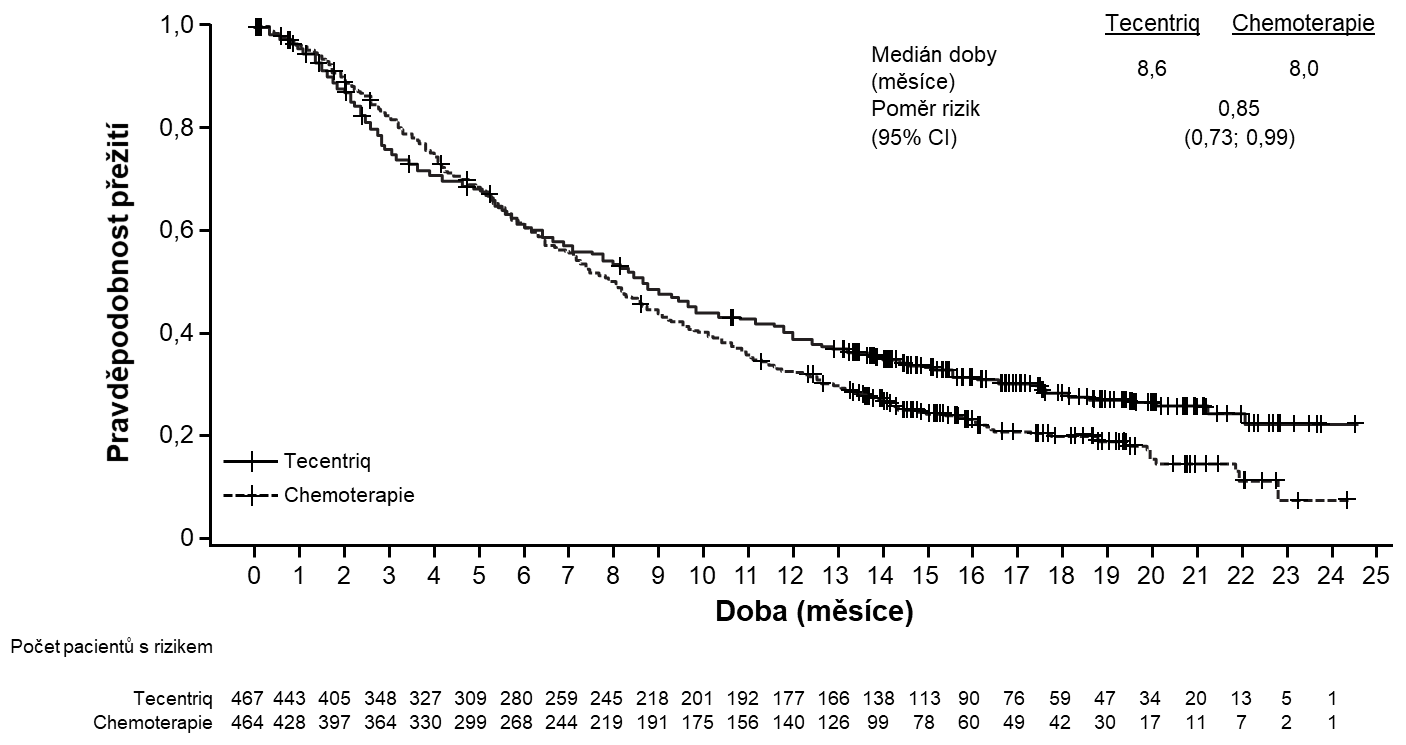 Tecentriq Chemoterapie
Medián doby
(měsíce)
8,6 8,0
Poměr rizik 0,85
(95% CI) (0,73; 0,99)
Pravděpodobnost přežití
1,0
0,8
0,6
0,4
0,2
0
Tecentriq
Chemoterapie
0 1 2 3 4 5 6 7 8 9 10 11 12 13 14 15 16 17 18 19 20 21 22 23 24 25
Doba (měsíce)
Počet pacientů s rizikem
Tecentriq 467 443 405 348 327 309 280 259 245 218 201 192 177 166 138 113 90 76 59 47 34 20 13 5 1
Chemoterapie 464 428 397 364 330 299 268 244 219 191 175 156 140 126 99 78 60 49 42 30 17 11 7 2 1